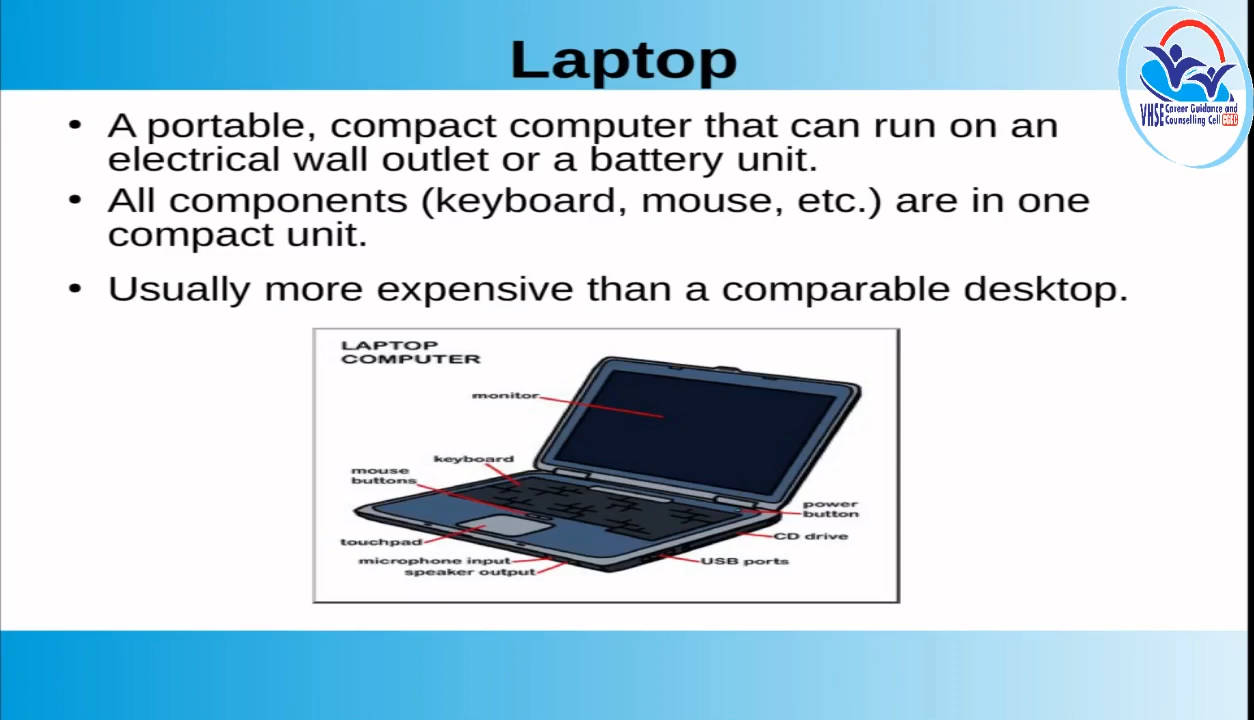 Laptop
VHSE Career Guidance and
Counselling Cell CGCC
• A portable, compact computer that can run on an
electrical wall outlet or a battery unit.
• All components (keyboard, mouse, etc.) are in one
compact unit.
• Usually more expensive than a comparable desktop.
LAPTOP
COMPUTER
monitor
keyboard
mouse
buttons
power
button
CD drive
touchpad
microphone input
USB ports
speaker output